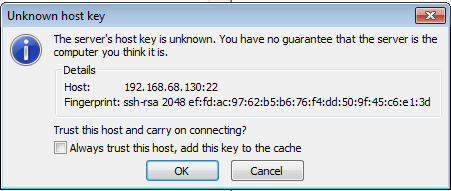 Unknown host key
The server's host key is unknown. You have no guarantee that the server is the
computer you think it is.
Details
Host: 192.168.68.130:22
Fingerprint: ssh-rsa 2048 ef:fd:ac:97:62:b5:b6:76:f4:dd:50:9f:45:c6:e1:3d
Trust this host and carry on connecting?
Always trust this host, add this key to the cache
OK Cancel